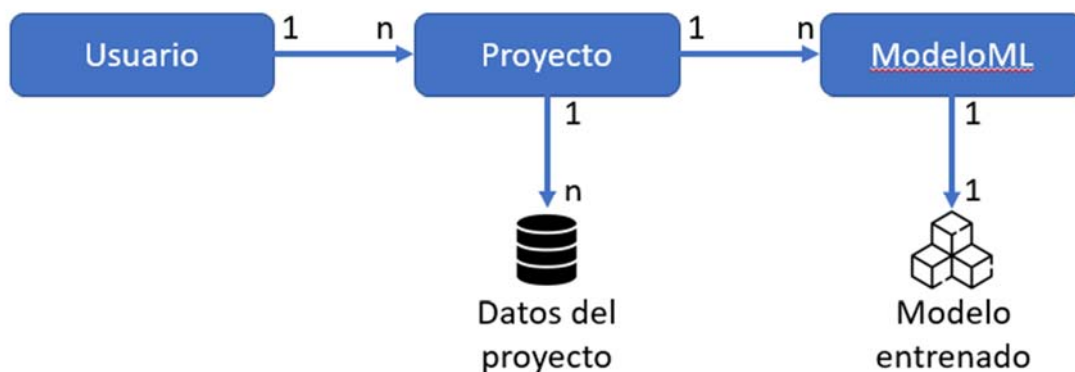 Usuario
1
n
Proyecto
1
n
ModeloML
1
n
1
1
Datos del
proyecto
Modelo
entrenado